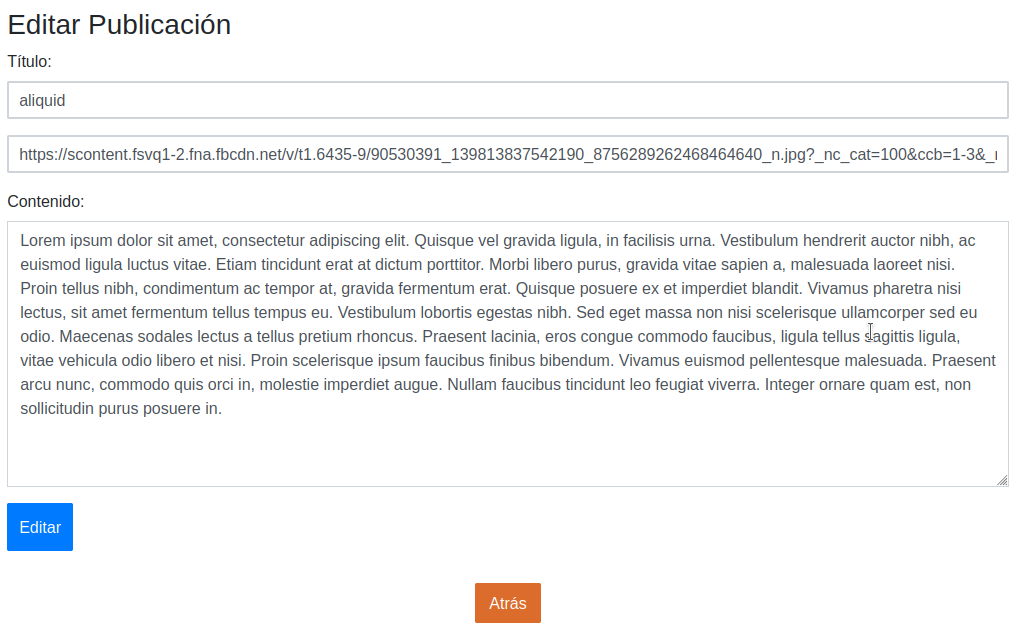 Editar Publicación
Título:
aliquid
https://scontent.fsvq1-2.fna.fbcdn.net/v/t1.6435-9/90530391_139813837542190_8756289262468464640_n.jpg?_nc_cat=100&ccb=1-3&_
Contenido:
Lorem ipsum dolor sit amet, consectetur adipiscing elit. Quisque vel gravida ligula, in facilisis urna. Vestibulum hendrerit auctor nibh, ac
euismod ligula luctus vitae. Etiam tincidunt erat at dictum porttitor. Morbi libero purus, gravida vitae sapien a, malesuada laoreet nisi.
Proin tellus nibh, condimentum ac tempor at, gravida fermentum erat. Quisque posuere ex et imperdiet blandit. Vivamus pharetra nisi
lectus, sit amet fermentum tellus tempus eu. Vestibulum lobortis egestas nibh. Sed eget massa non nisi scelerisque ullamcorper sed eu
odio. Maecenas sodales lectus a tellus pretium rhoncus. Praesent lacinia, eros congue commodo faucibus, ligula tellus sagittis ligula,
vitae vehicula odio libero et nisi. Proin scelerisque ipsum faucibus finibus bibendum. Vivamus euismod pellentesque malesuada. Praesent
arcu nunc, commodo quis orci in, molestie imperdiet augue. Nullam faucibus tincidunt leo feugiat viverra. Integer ornare quam est, non
sollicitudin purus posuere in.
Editar
Atrás